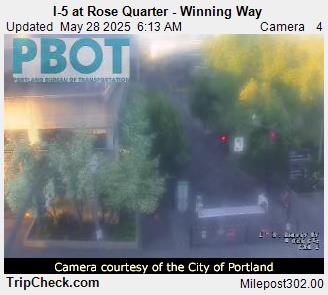 I-5 at Rose Quarter - Winning Way
Updated May 28 2025 6:13 AM Camera 4
PBOT
PORTLAND BUREAU OF TRANSPORTATION
Camera courtesy of the City of Portland
TripCheck.com Milepost302.00